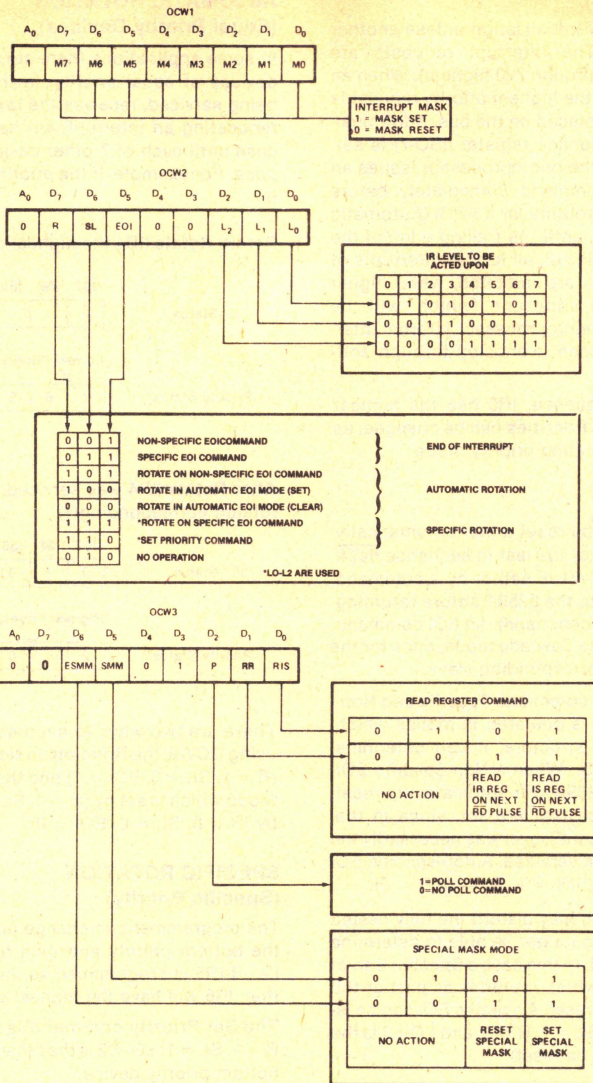 OCW1
A0 D7 D6 D5 D4 D3 D2 D1 D0
1 M7 M6 M5 M4 M3 M2 M1 M0
INTERRUPT MASK
1 = MASK SET
0 = MASK RESET
OCW2
A0 D7 D6 D5 D4 D3 D2 D1 D0
0 R SL EOI 0 0 L2 L1 L0
IR LEVEL TO BE
ACTED UPON
0 1 2 3 4 5 6 7
0 1 0 1 0 1 0 1
0 0 1 1 0 0 1 1
0 0 0 0 1 1 1 1
0 0 1 NON-SPECIFIC EOICOMMAND
0 1 1 SPECIFIC EOI COMMAND
END OF INTERRUPT
1 0 1 ROTATE ON NON-SPECIFIC EOI COMMAND
1 0 0 ROTATE IN AUTOMATIC EOI MODE (SET)
0 0 0 ROTATE IN AUTOMATIC EOI MODE (CLEAR)
AUTOMATIC ROTATION
1 1 1 *ROTATE ON SPECIFIC EOI COMMAND
1 1 0 *SET PRIORITY COMMAND
SPECIFIC ROTATION
0 1 0 NO OPERATION
*LO-L2 ARE USED
OCW3
A0 D7 D6 D5 D4 D3 D2 D1 D0
0 0 ESMM SMM 0 1 P RR RIS
READ REGISTER COMMAND
0 1 0 1
0 0 1 1
NO ACTION
READ
IR REG
ON NEXT
RD PULSE
READ
IS REG
ON NEXT
RD PULSE
1=POLL COMMAND
0=NO POLL COMMAND
SPECIAL MASK MODE
0 1 0 1
0 0 1 1
NO ACTION
RESET
SPECIAL
MASK
SET
SPECIAL
MASK